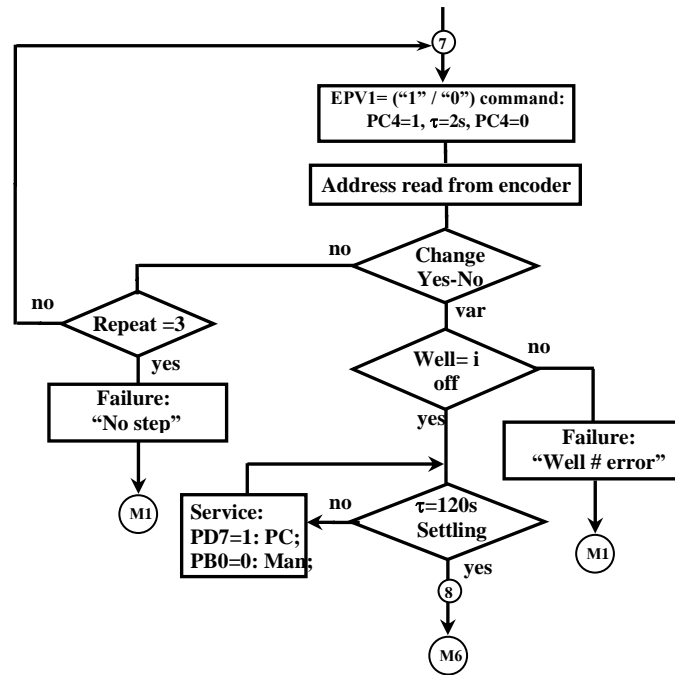 7
EPV1= (“1” / “0”) command:
PC4=1, τ=2s, PC4=0
Address read from encoder
no
Change
Yes-No
var
no
Repeat =3
yes
Failure:
“No step”
M1
Well= i
off
no
yes
Failure:
“Well # error”
M1
τ=120s
Settling
no
Service:
PD7=1: PC;
PB0=0: Man;
yes
8
M6